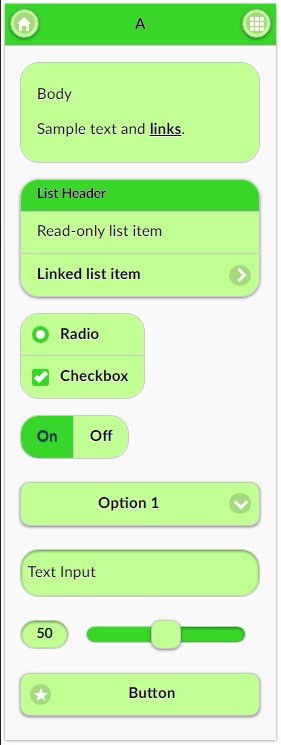 A
Body
Sample text and links.
List Header
Read-only list item
Linked list item
Radio
Checkbox
On Off
Option 1
Text Input
50
Button